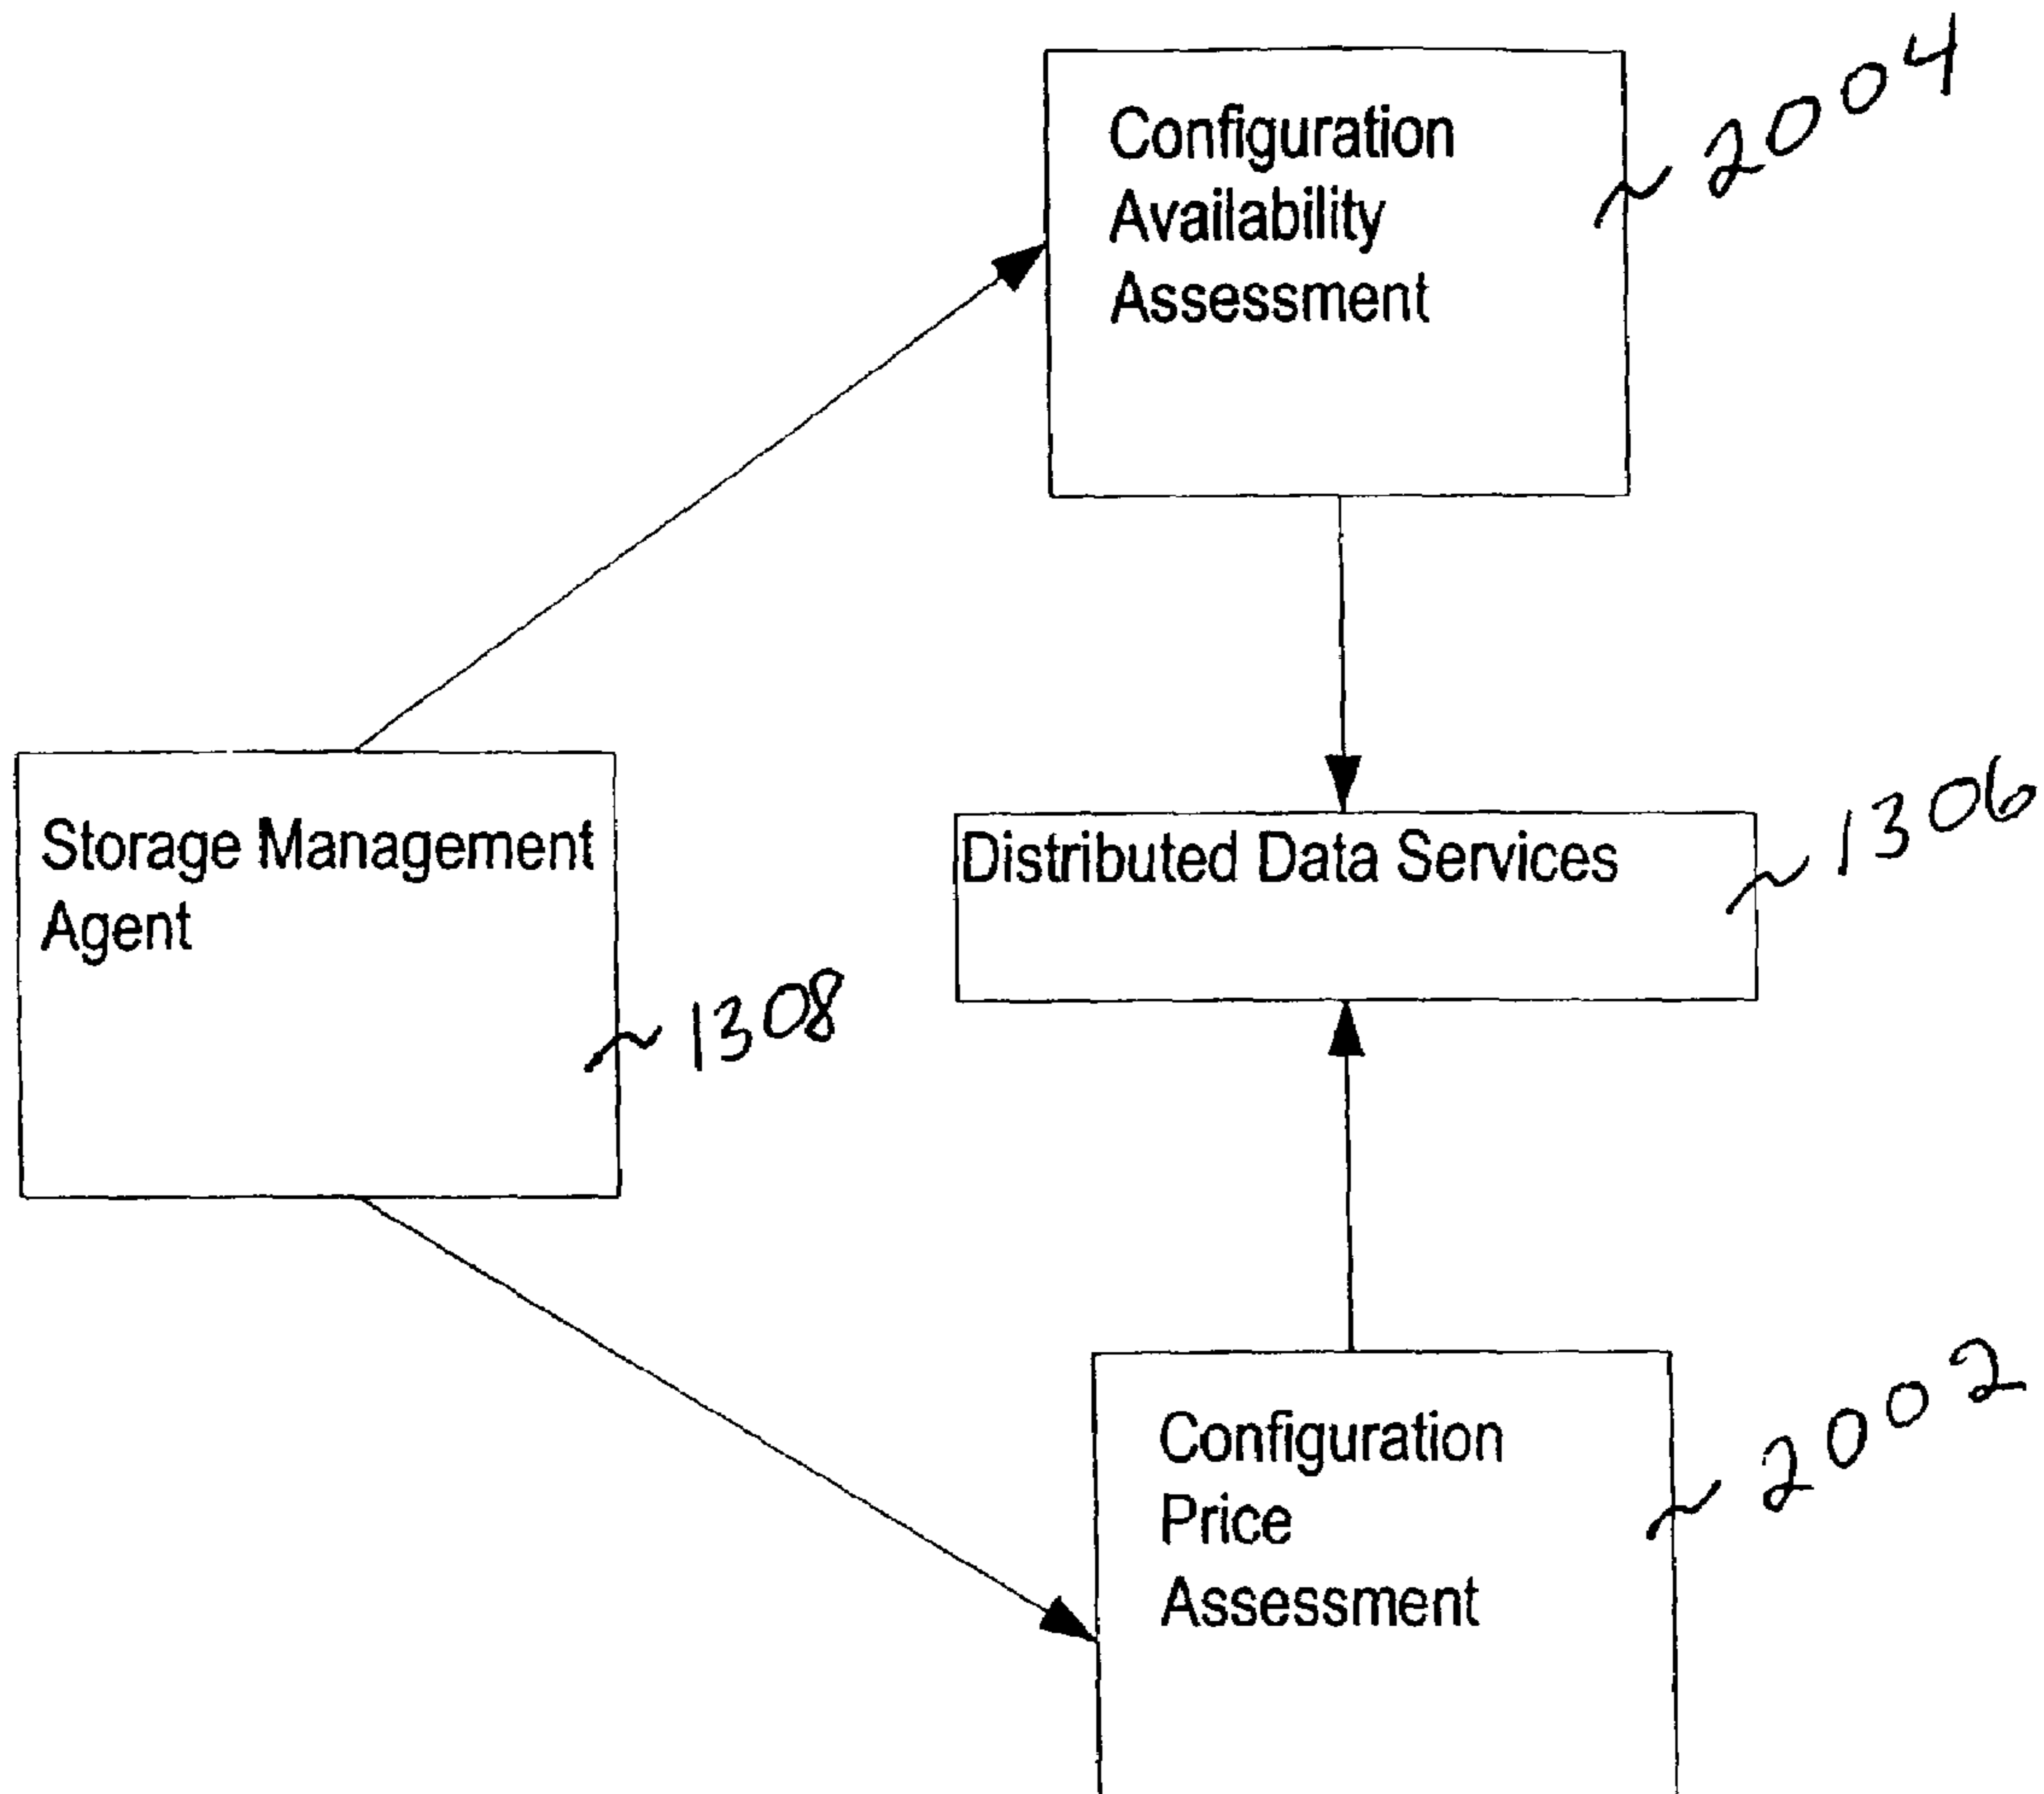 Configuration
Availability
Assessment
2004
Storage Management
Agent
1308
Distributed Data Services
1306
Configuration
Price
Assessment
2002